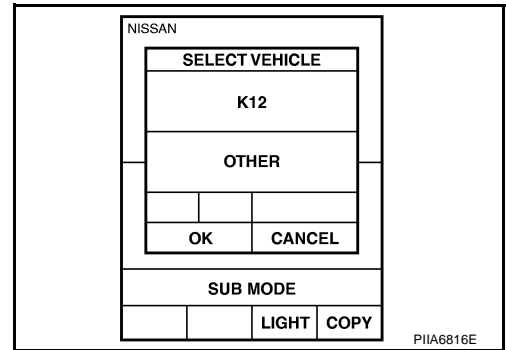 NISSAN
SELECT VEHICLE
K12
OTHER
OK CANCEL
SUB MODE
LIGHT COPY
PIIA6816E